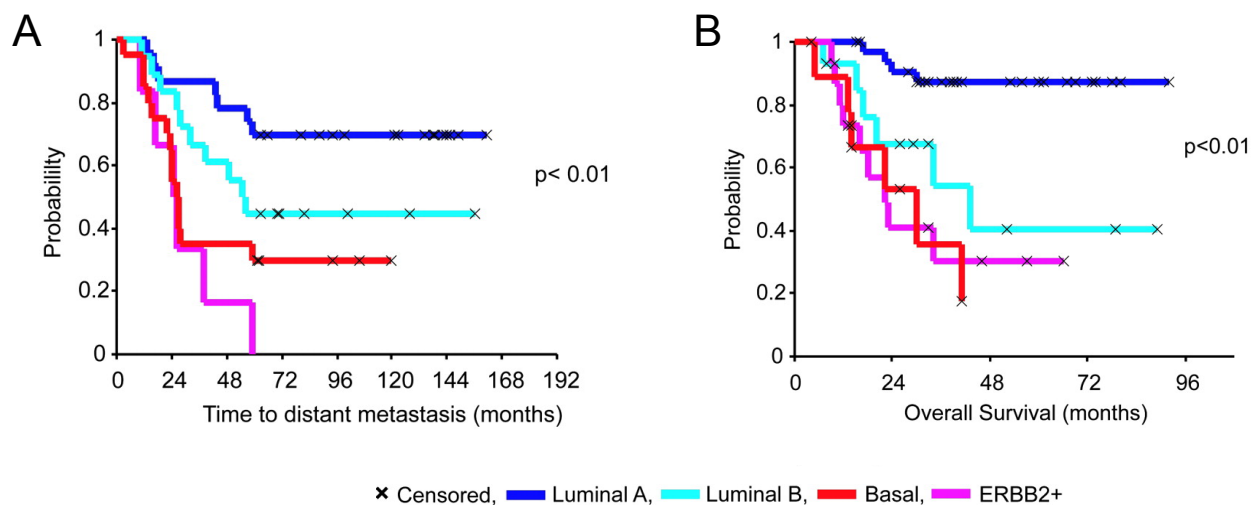 A
B
1
0.8
0.6
0.4
0.2
0
Probability
p< 0.01
0 24 48 72 96 120 144 168 192
Time to distant metastasis (months)
1
0.8
0.6
0.4
0.2
0
Probability
p<0.01
0 24 48 72 96
Overall Survival (months)
× Censored, Luminal A, Luminal B, Basal, ERBB2+